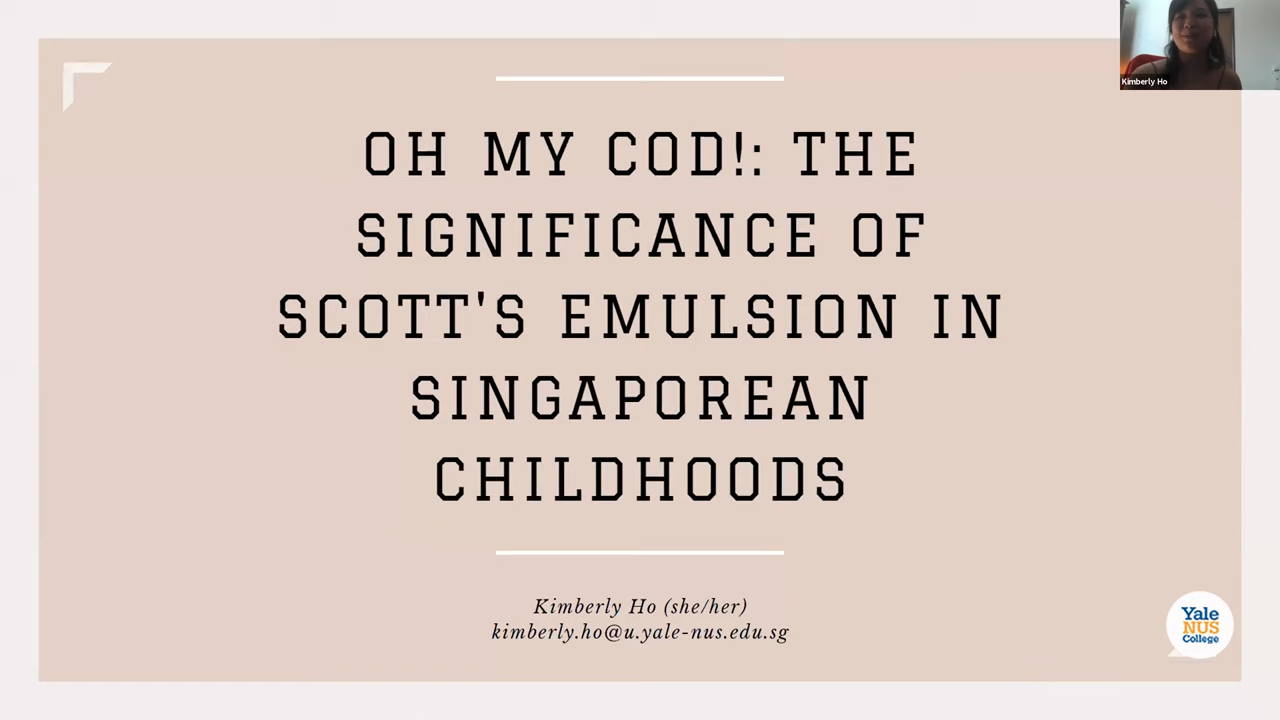 Kimberly Ho
OH MY COD!: THE
SIGNIFICANCE OF
SCOTT'S EMULSION IN
SINGAPOREAN
CHILDHOODS
Kimberly Ho (she/her)
kimberly.ho@u.yale-nus.edu.sg
Yale
NUS
College